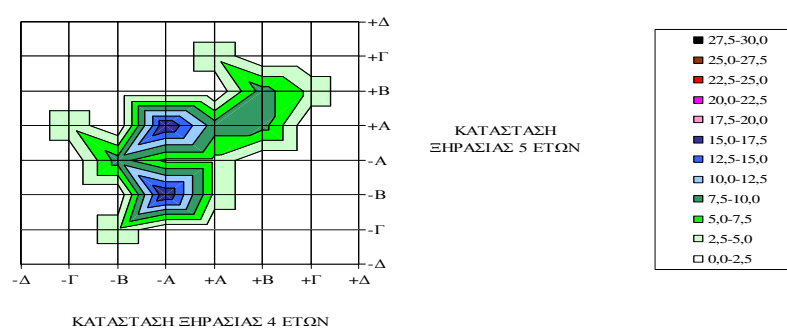 +Δ
+Γ
+Β
+Α
-Α
-Β
-Γ
-Δ
-Δ -Γ -Β -Α +Α +Β +Γ +Δ
ΚΑΤΑΣΤΑΣΗ ΞΗΡΑΣΙΑΣ 4 ΕΤΩΝ
ΚΑΤΑΣΤΑΣΗ
ΞΗΡΑΣΙΑΣ 5 ΕΤΩΝ
27,5-30,0
25,0-27,5
22,5-25,0
20,0-22,5
17,5-20,0
15,0-17,5
12,5-15,0
10,0-12,5
7,5-10,0
5,0-7,5
2,5-5,0
0,0-2,5